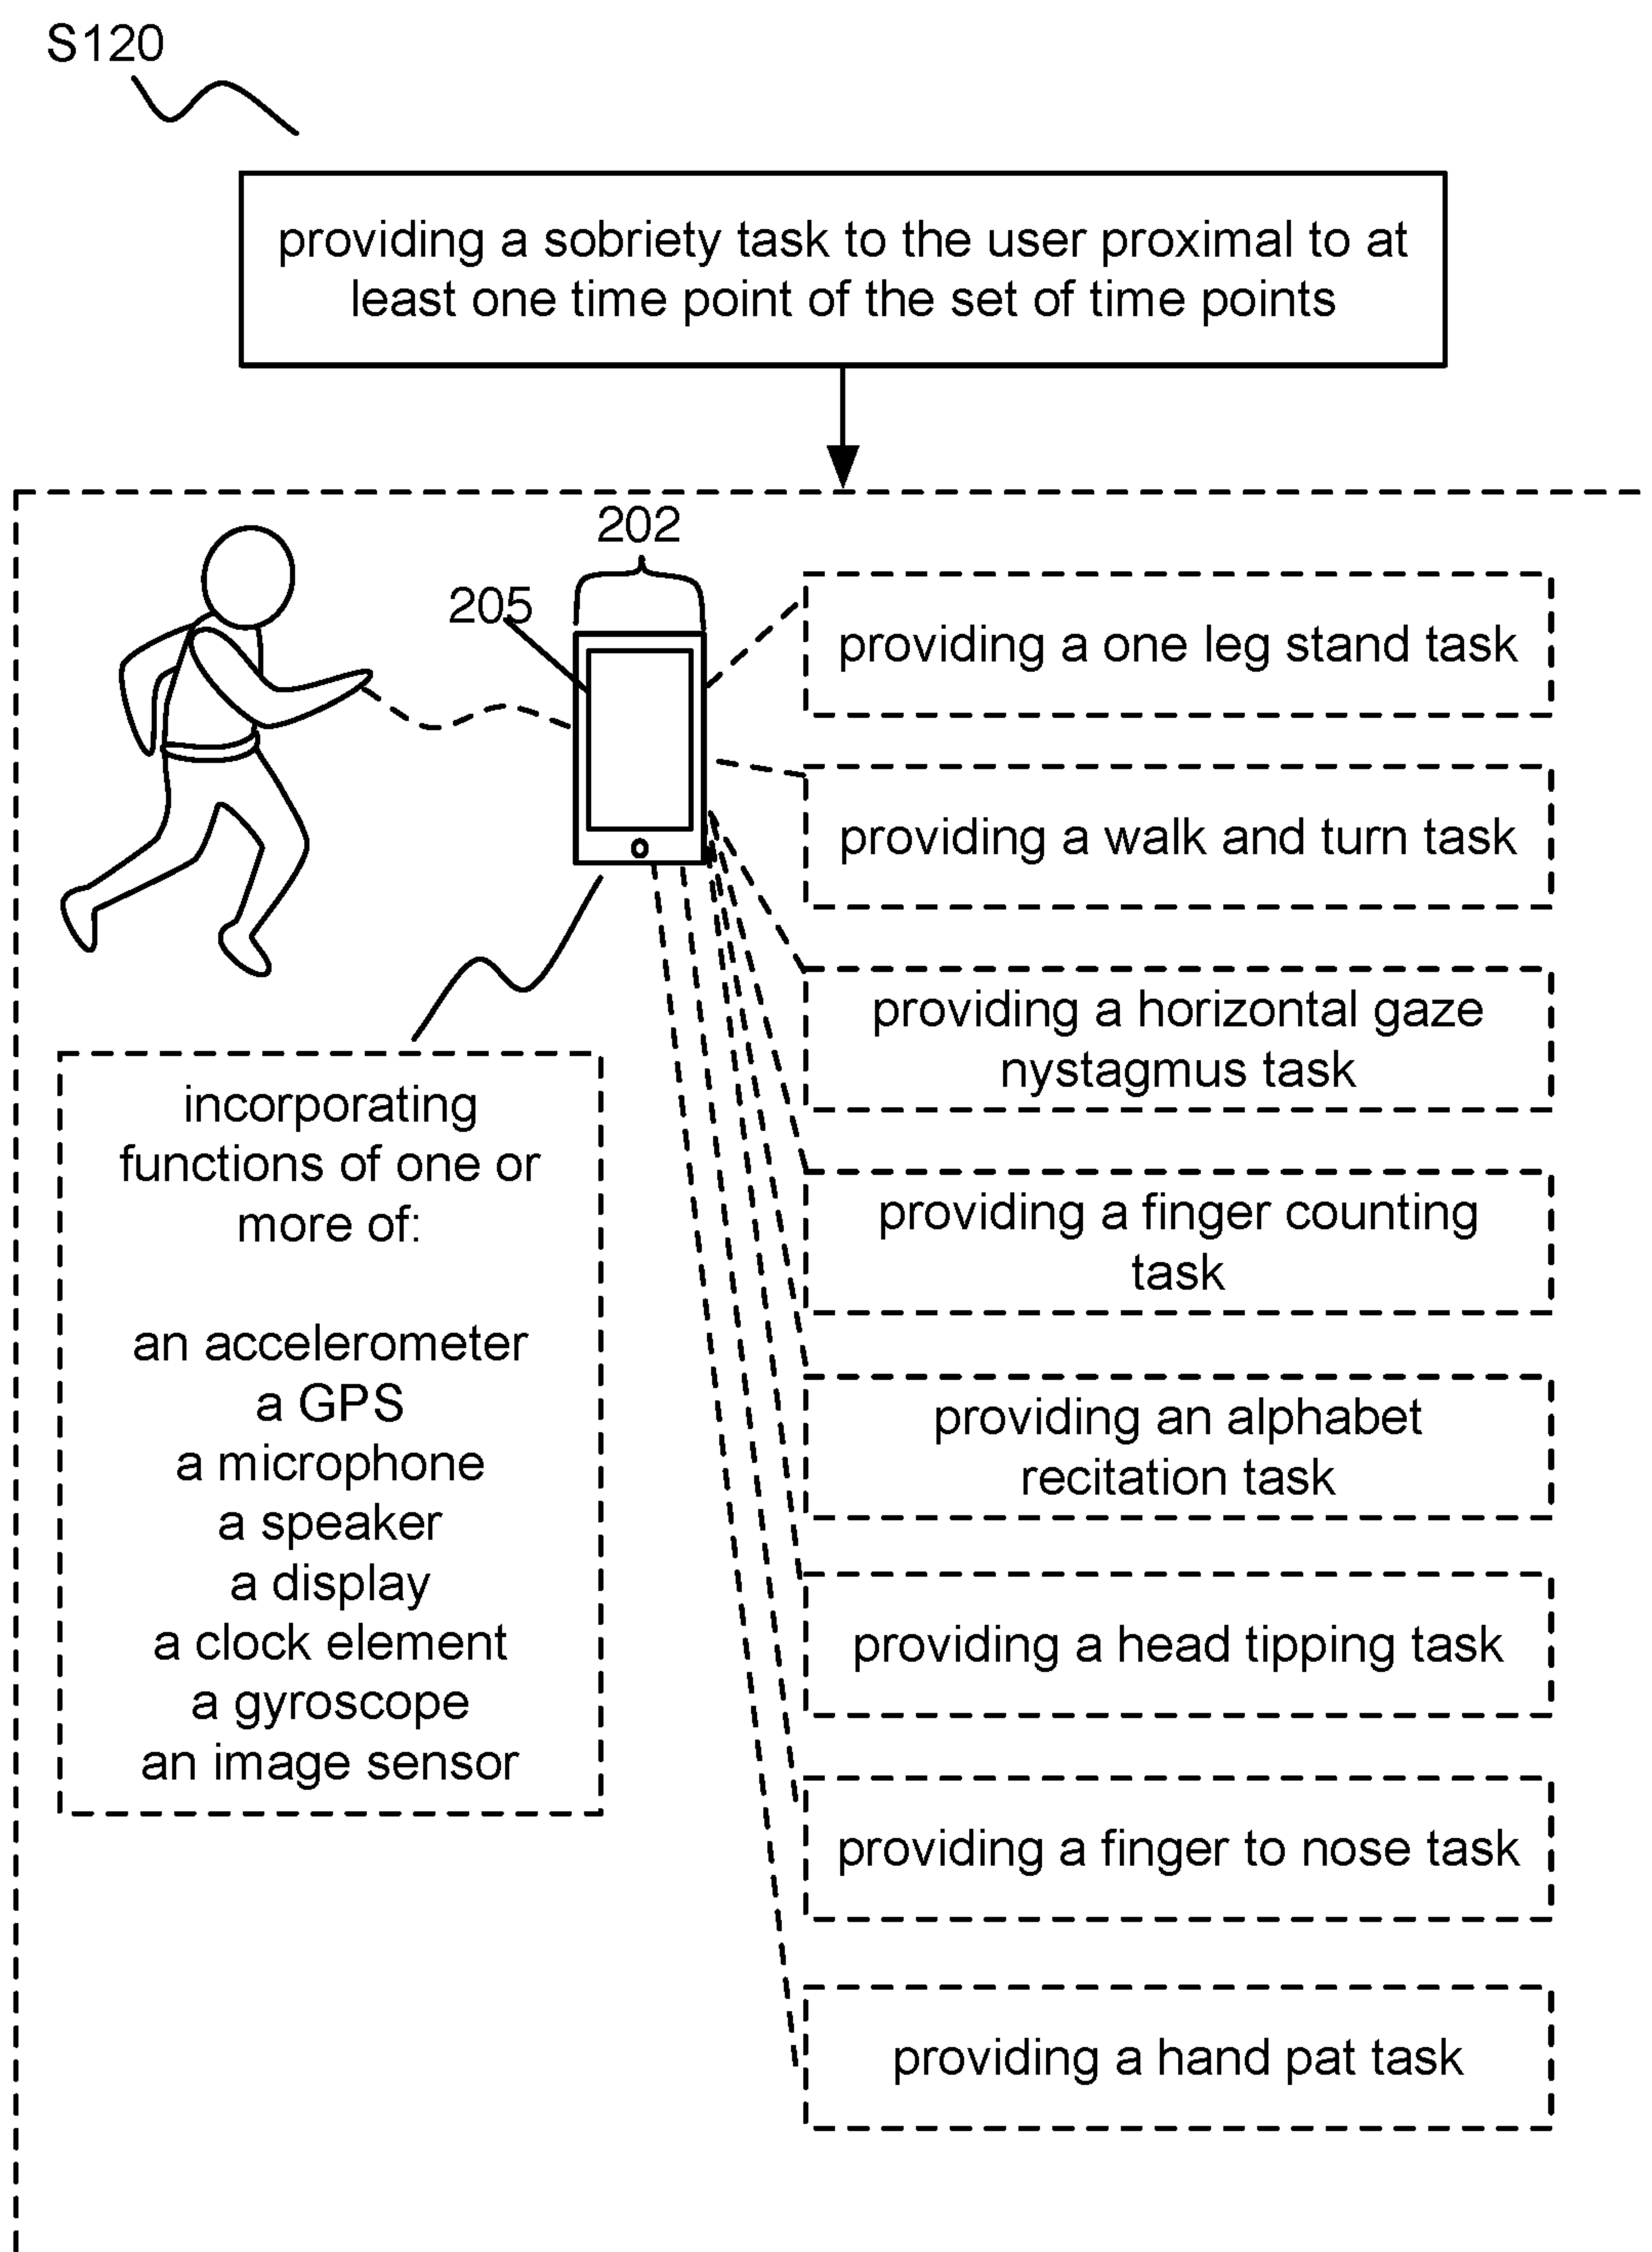 S120
providing a sobriety task to the user proximal to at
least one time point of the set of time points
202
205
providing a one leg stand task
providing a walk and turn task
providing a horizontal gaze
nystagmus task
incorporating
functions of one or
more of:
an accelerometer
a GPS
a microphone
a speaker
a display
a clock element
a gyroscope
an image sensor
providing a finger counting
task
providing an alphabet
recitation task
providing a head tipping task
providing a finger to nose task
providing a hand pat task